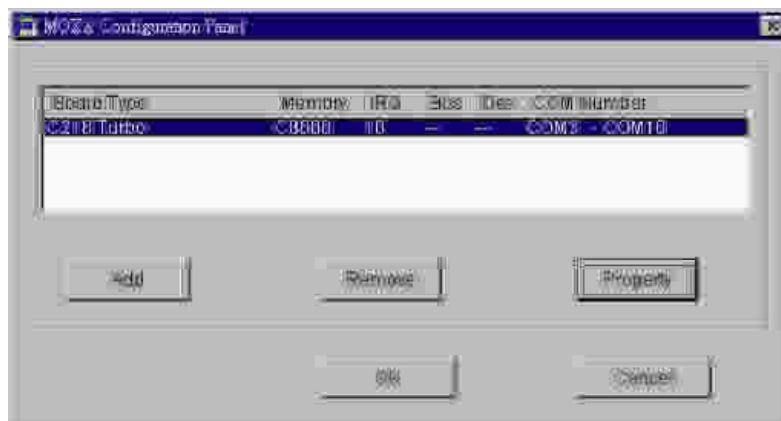 MOXA Configuration Panel
Board Type Memory IRQ Bus Dev COM Number
C218 Turbo 10 --- --- COM3 - COM10
Add Remove Property
OK Cancel